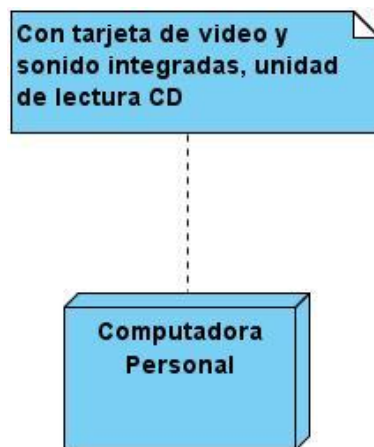 Con tarjeta de video y
sonido integradas, unidad
de lectura CD
Computadora
Personal